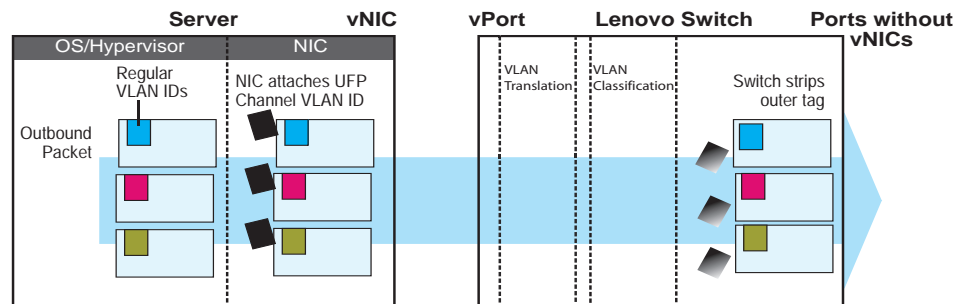 Server
vNIC
vPort
Lenovo Switch
Ports without
vNICs
OS/Hypervisor
NIC
Regular
VLAN IDs
NIC attaches UFP
Channel VLAN ID
VLAN
Translation
VLAN
Classification
Switch strips
outer tag
Outbound
Packet